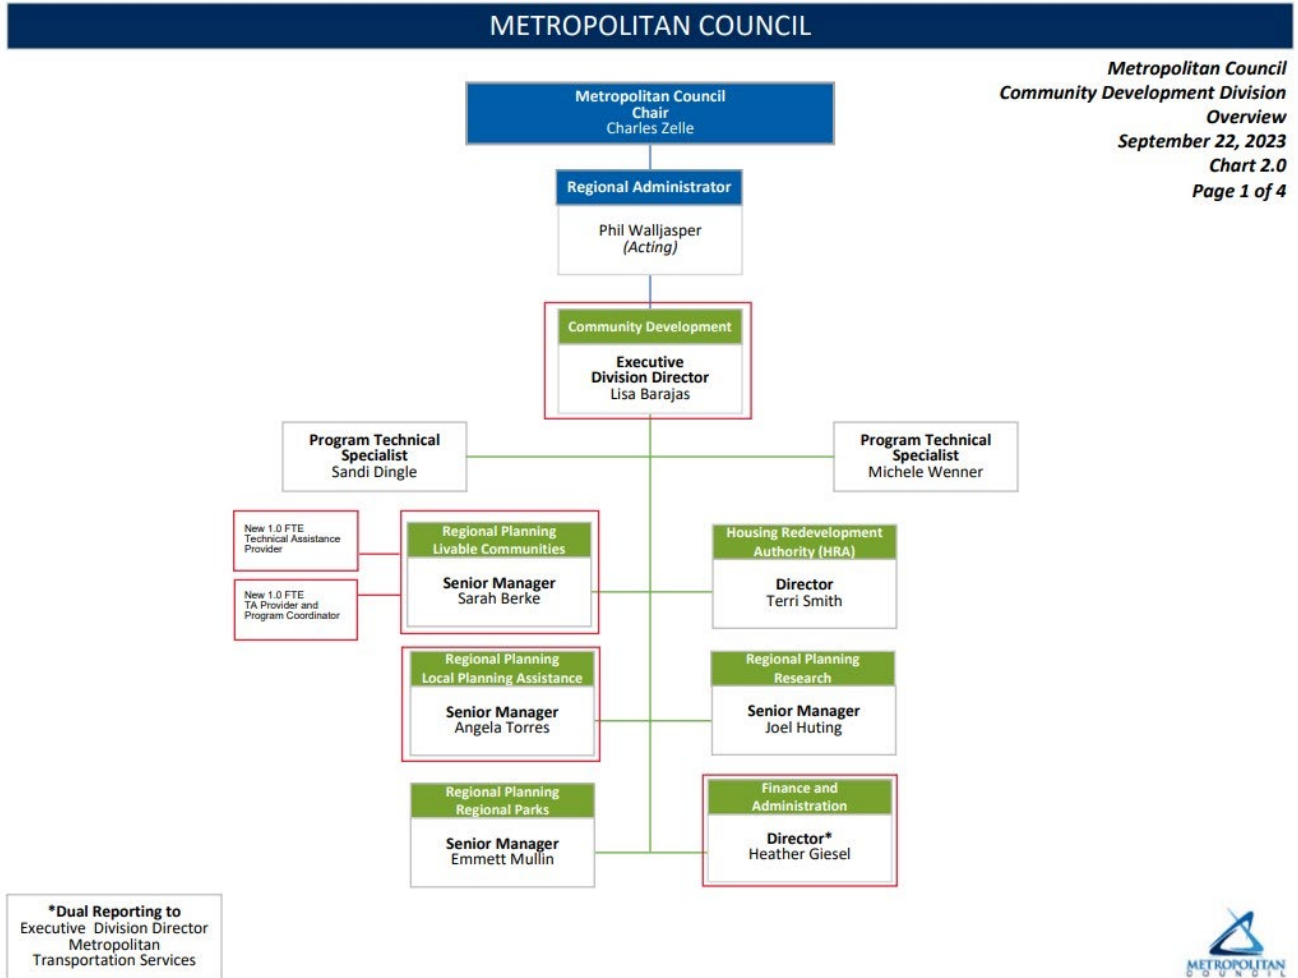 METROPOLITAN COUNCIL
Metropolitan Council
Community Development Division
Overview
September 22, 2023
Chart 2.0
Page 1 of 4
Metropolitan Council
Chair
Charles Zelle
Regional Administrator
Phil Walljasper
(Acting)
Community Development
Executive
Division Director
Lisa Barajas
Program Technical
Specialist
Sandi Dingle
Program Technical
Specialist
Michele Wenner
New 1.0 FTE
Technical Assistance
Provider
New 1.0 FTE
TA Provider and
Program Coordinator
Regional Planning
Livable Communities
Senior Manager
Sarah Berke
Housing Redevelopment
Authority (HRA)
Director
Terri Smith
Regional Planning
Local Planning Assistance
Senior Manager
Angela Torres
Regional Planning
Research
Senior Manager
Joel Huting
Regional Planning
Regional Parks
Senior Manager
Emmett Mullin
Finance and
Administration
Director*
Heather Giesel
*Dual Reporting to
Executive Division Director
Metropolitan
Transportation Services
METROPOLITAN
COUNCIL